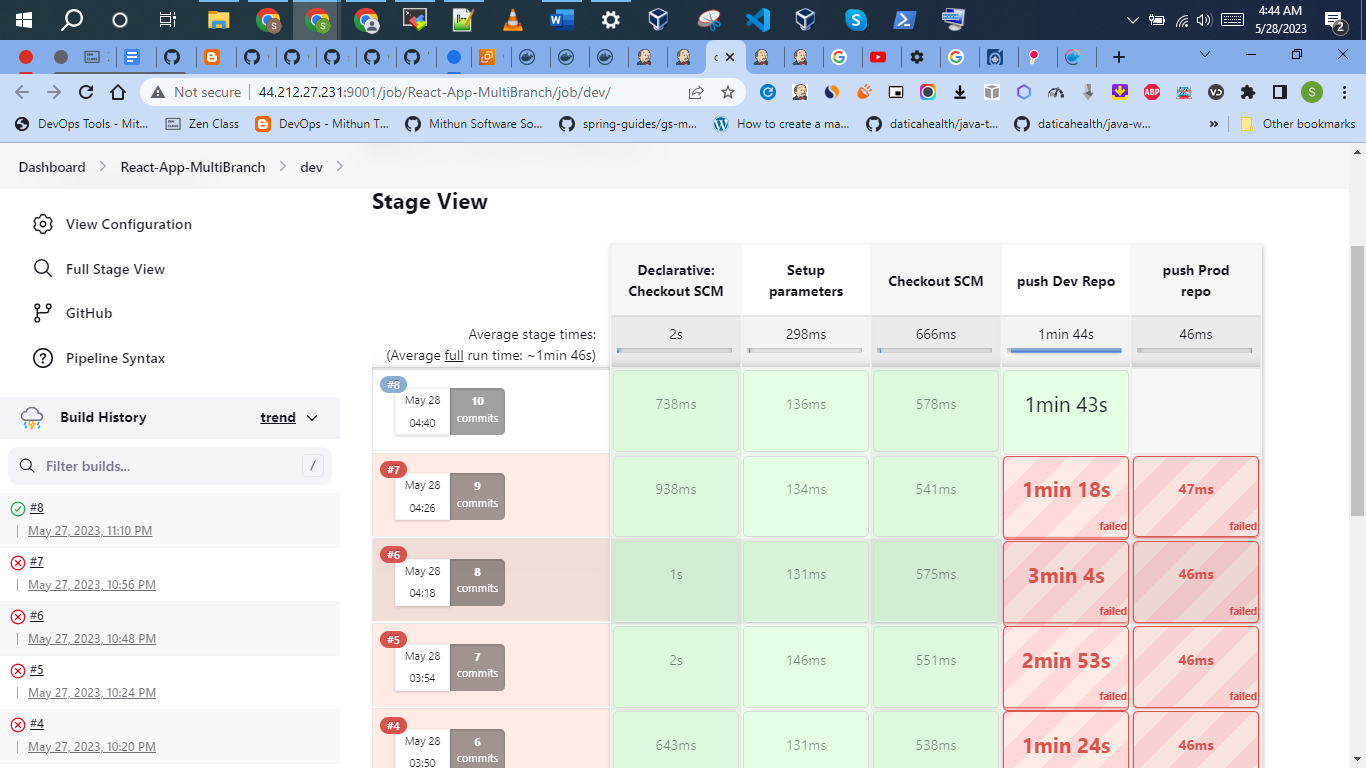 4:44 AM
5/28/2023
2
Not secure
44.212.27.231:9001/job/React-App-MultiBranch/job/dev/
S
DevOps Tools - Mit...
Zen Class
DevOps - Mithun T...
Mithun Software So...
spring-guides/gs-m...
How to create a ma...
daticahealth/java-t...
daticahealth/java-w...
»
Other bookmarks
Dashboard
React-App-MultiBranch
dev
View Configuration
Full Stage View
GitHub
Pipeline Syntax
Build History
trend
Filter builds...
/
#8
May 27, 2023, 11:10 PM
#7
May 27, 2023, 10:56 PM
#6
May 27, 2023, 10:48 PM
#5
May 27, 2023, 10:24 PM
#4
May 27, 2023, 10:20 PM
Stage View
Declarative:
Checkout SCM
Setup
parameters
Checkout SCM
push Dev Repo
push Prod
repo
Average stage times:
(Average full run time: ~1min 46s)
2s
298ms
666ms
1min 44s
46ms
#8
May 28
04:40
10
commits
738ms
136ms
578ms
1min 43s
#7
May 28
04:26
9
commits
938ms
134ms
541ms
1min 18s
failed
47ms
failed
#6
May 28
04:18
8
commits
1s
131ms
575ms
3min 4s
failed
46ms
failed
#5
May 28
03:54
7
commits
2s
146ms
551ms
2min 53s
failed
46ms
failed
#4
May 28
03:50
6
commits
643ms
131ms
538ms
1min 24s
46ms